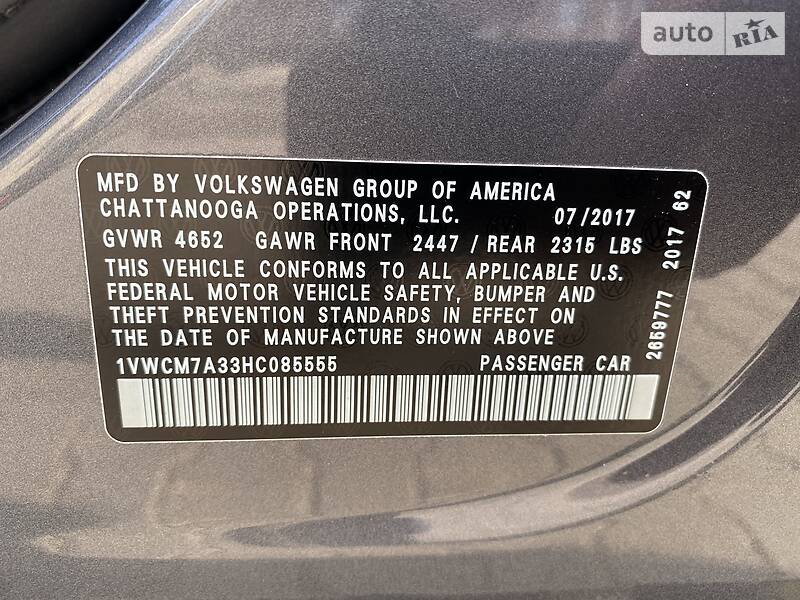 auto RIA
MFD BY VOLKSWAGEN GROUP OF AMERICA
CHATTANOOGA OPERATIONS, LLC. 07/2017
GVWR 4652 GAWR FRONT 2447 / REAR 2315 LBS
THIS VEHICLE CONFORMS TO ALL APPLICABLE U.S.
FEDERAL MOTOR VEHICLE SAFETY, BUMPER AND
THEFT PREVENTION STANDARDS IN EFFECT ON
THE DATE OF MANUFACTURE SHOWN ABOVE
1VWCM7A33HC085555 PASSENGER CAR
2659777 2017 62